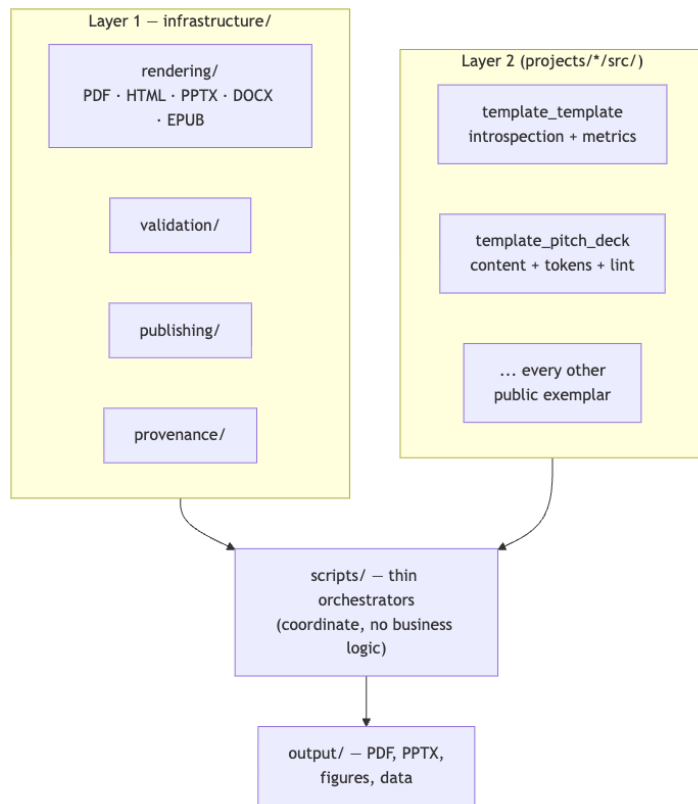 Layer 1 — infrastructure/
rendering/
PDF · HTML · PPTX · DOCX
· EPUB
validation/
publishing/
provenance/
Layer 2 (projects/*/src/)
template_template
introspection + metrics
template_pitch_deck
content + tokens + lint
... every other
public exemplar
scripts/ — thin
orchestrators
(coordinate, no business
logic)
output/ — PDF, PPTX,
figures, data